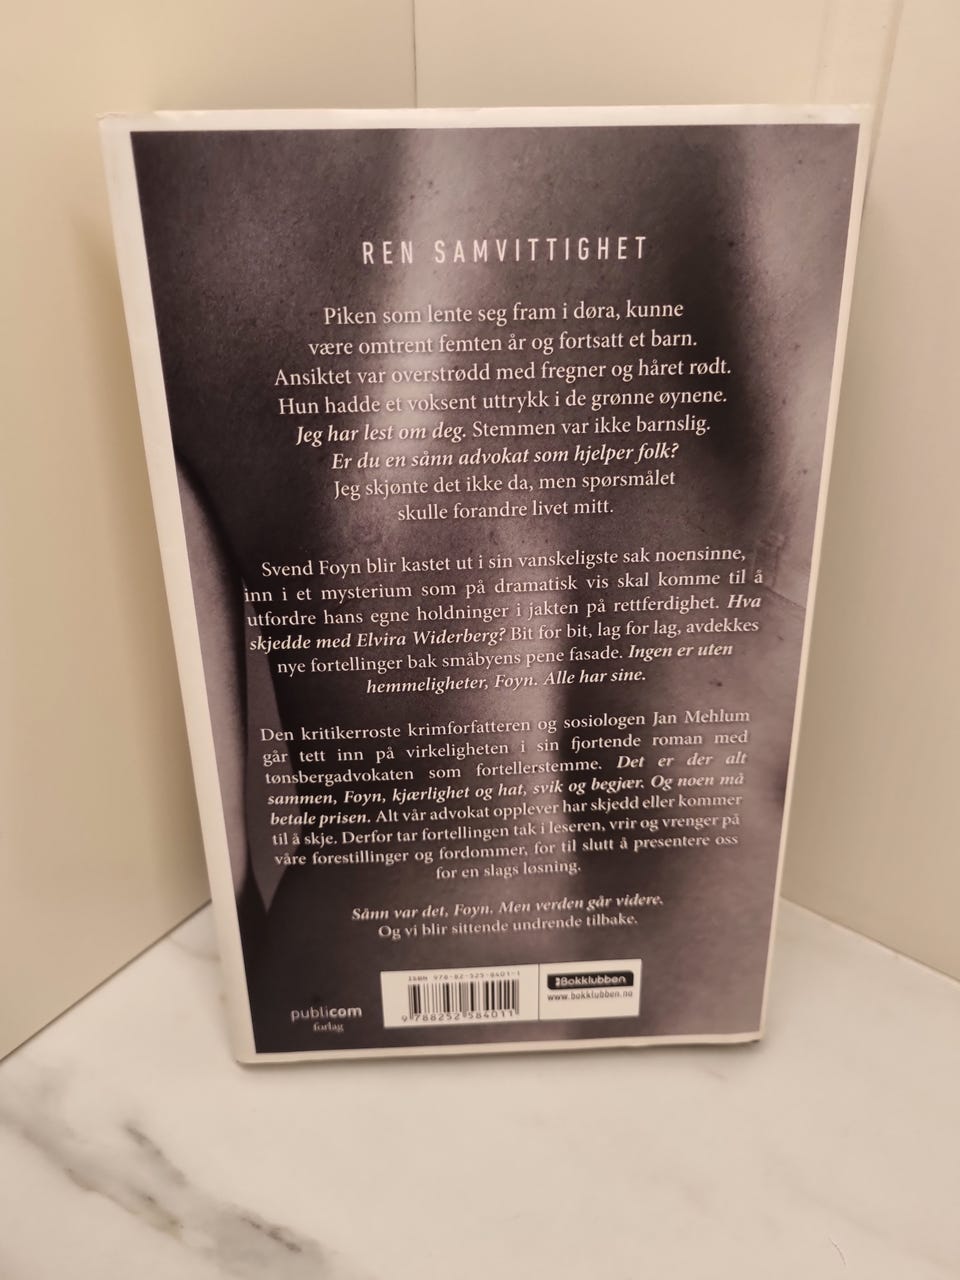 REN SAMVITTIGHET
Piken som lente seg fram i døra, kunne
være omtrent femten år og fortsatt et barn.
Ansiktet var overstrødd med fregner og håret rødt.
Hun hadde et voksent uttrykk i de grønne øynene.
Jeg har lest om deg. Stemmen var ikke barnslig.
Er du en sånn advokat som hjelper folk?
Jeg skjønte det ikke da, men spørsmålet
skulle forandre livet mitt.
Svend Foyn blir kastet ut i sin vanskeligste sak noensinne,
inn i et mysterium som på dramatisk vis skal komme til å
utfordre hans egne holdninger i jakten på rettferdighet. Hva
skjedde med Elvira Widerberg? Bit for bit, lag for lag, avdekkes
nye fortellinger bak småbyens pene fasade. Ingen er uten
hemmeligheter, Foyn. Alle har sine.
Den kritikerroste krimforfatteren og sosiologen Jan Mehlum
går tett inn på virkeligheten i sin fjortende roman med
tønsbergadvokaten som fortellerstemme. Det er der alt
sammen, Foyn, kjærlighet og hat, svik og begjær. Og noen må
betale prisen. Alt vår advokat opplever har skjedd eller kommer
til å skje. Derfor tar fortellingen tak i leseren, vrir og vrenger på
våre forestillinger og fordommer, for til slutt å presentere oss
for en slags løsning.
Sånn var det, Foyn. Men verden går videre.
Og vi blir sittende undrende tilbake.
publicom
forlag
ISBN 978-82-525-8401-1
9 788252 584011
Bokklubben
www.bokklubben.no